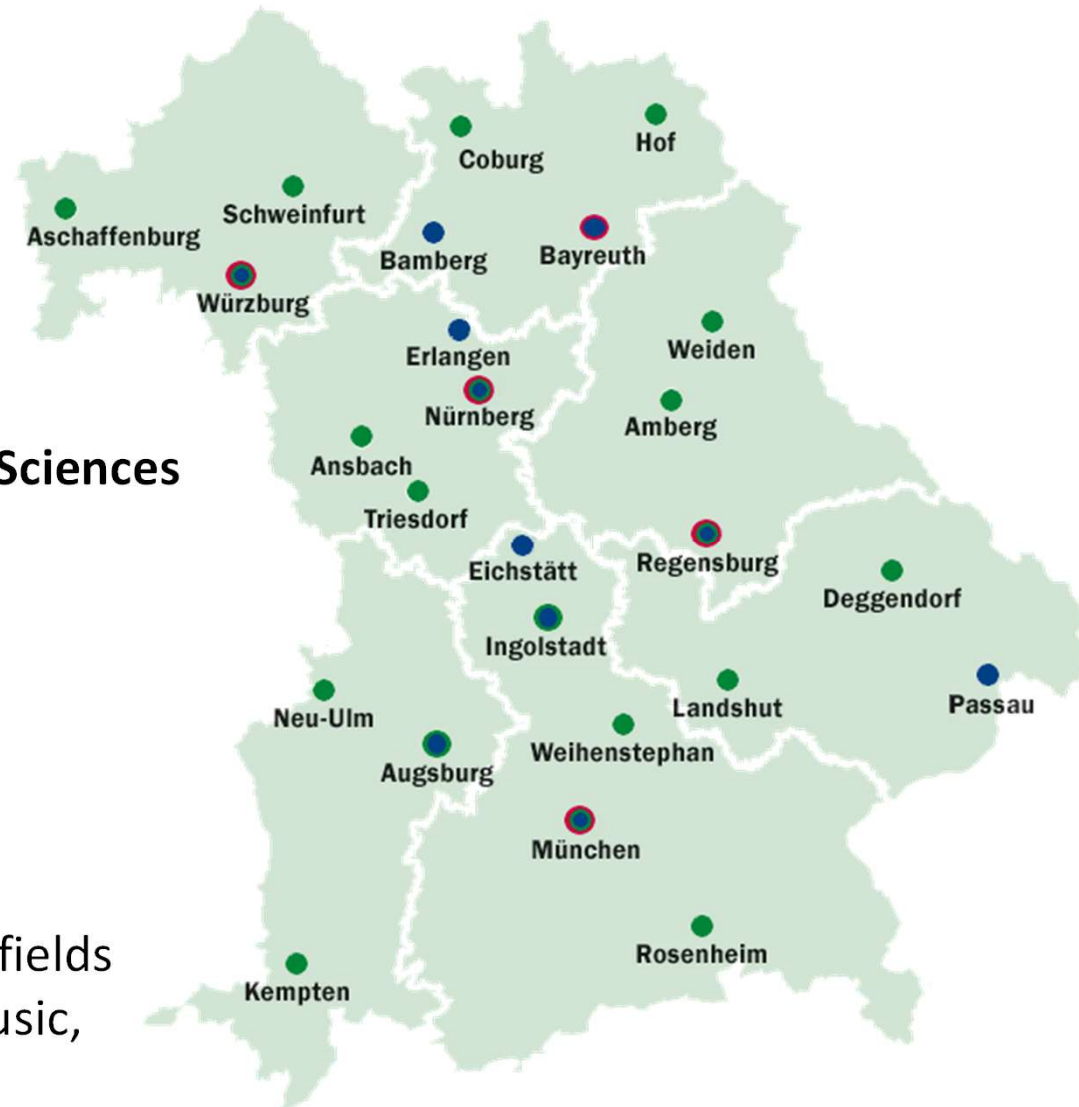 Hof
Coburg
Schweinfurt
Aschaffenburg
Bamberg
Bayreuth
Würzburg
Weiden
Erlangen
Nürnberg
Amberg
Ansbach
Sciences
Triesdorf
Regensburg
Eichstätt
Deggendorf
Ingolstadt
Passau
Landshut
Neu-Ulm
Weihenstephan
Augsburg
München
Rosenheim
fields
Kempten
usic,